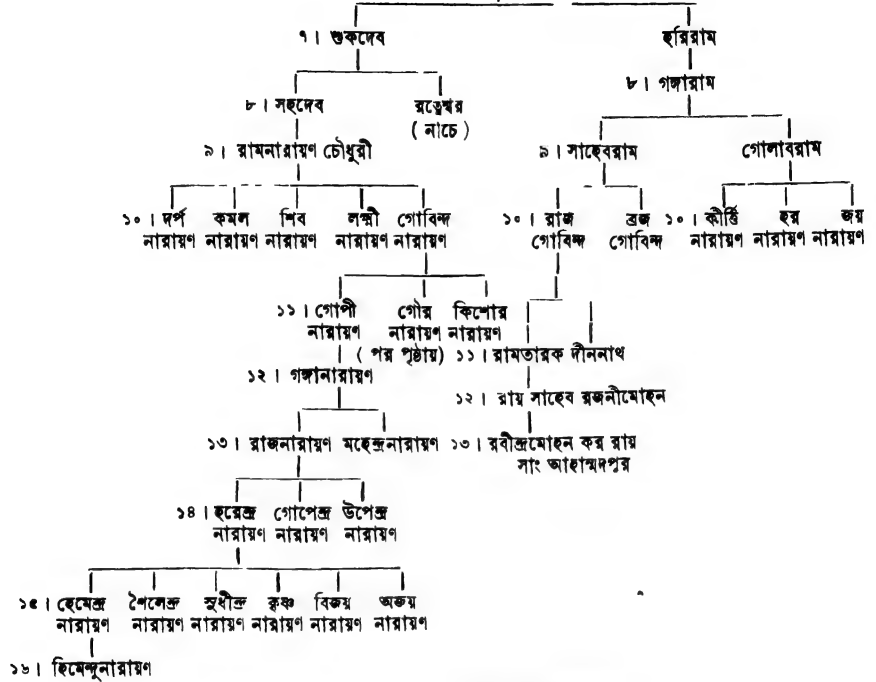 ৭। শুকদেব হরিরাম
৮। গঙ্গারাম
৮। সহদেব রত্নেশ্বর
( নাচে )
৯। রামনারায়ণ চৌধুরী ৯। সাহেবরাম গোলাবরাম
১০। দর্প কমল শিব লক্ষ্মী গোবিন্দ ১০। রাজ ব্রজ ১০। কীর্ত্তি হর জয়
নারায়ণ নারায়ণ নারায়ণ নারায়ণ নারায়ণ গোবিন্দ গোবিন্দ নারায়ণ নারায়ণ নারায়ণ
১১। গোপী গৌর কিশোর
নারায়ণ নারায়ণ নারায়ণ
( পর পৃষ্ঠায় ) ১১। রামতারক দীননাথ
১২। গঙ্গানারায়ণ
১২। রায় সাহেব রজনীমোহন
১৩। রাজনারায়ণ মহেন্দ্রনারায়ণ ১৩। রবীন্দ্রমোহন কর রায়
সাং আহাম্মদপুর
১৪। হরেন্দ্র গোপেন্দ্র উপেন্দ্র
নারায়ণ নারায়ণ নারায়ণ
১৫। হেমেন্দ্র শৈলেন্দ্র সুধীন্দ্র কৃষ্ণ বিজয় অজয়
নারায়ণ নারায়ণ নারায়ণ নারায়ণ নারায়ণ নারায়ণ
১৬। হিমেন্দুনারায়ণ